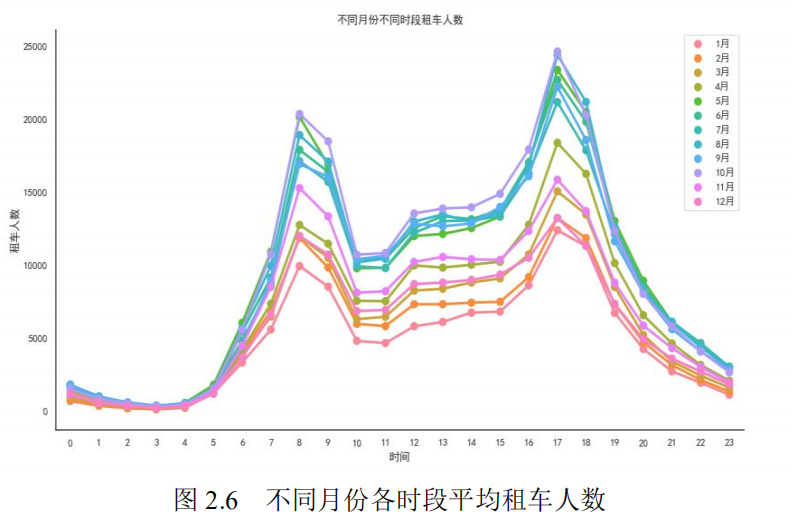 不同月份不同时段租车人数
25000
20000
15000
10000
5000
0
租车人数
0 1 2 3 4 5 6 7 8 9 10 11 12 13 14 15 16 17 18 19 20 21 22 23
时间
1月
2月
3月
4月
5月
6月
7月
8月
9月
10月
11月
12月
图 2.6 不同月份各时段平均租车人数